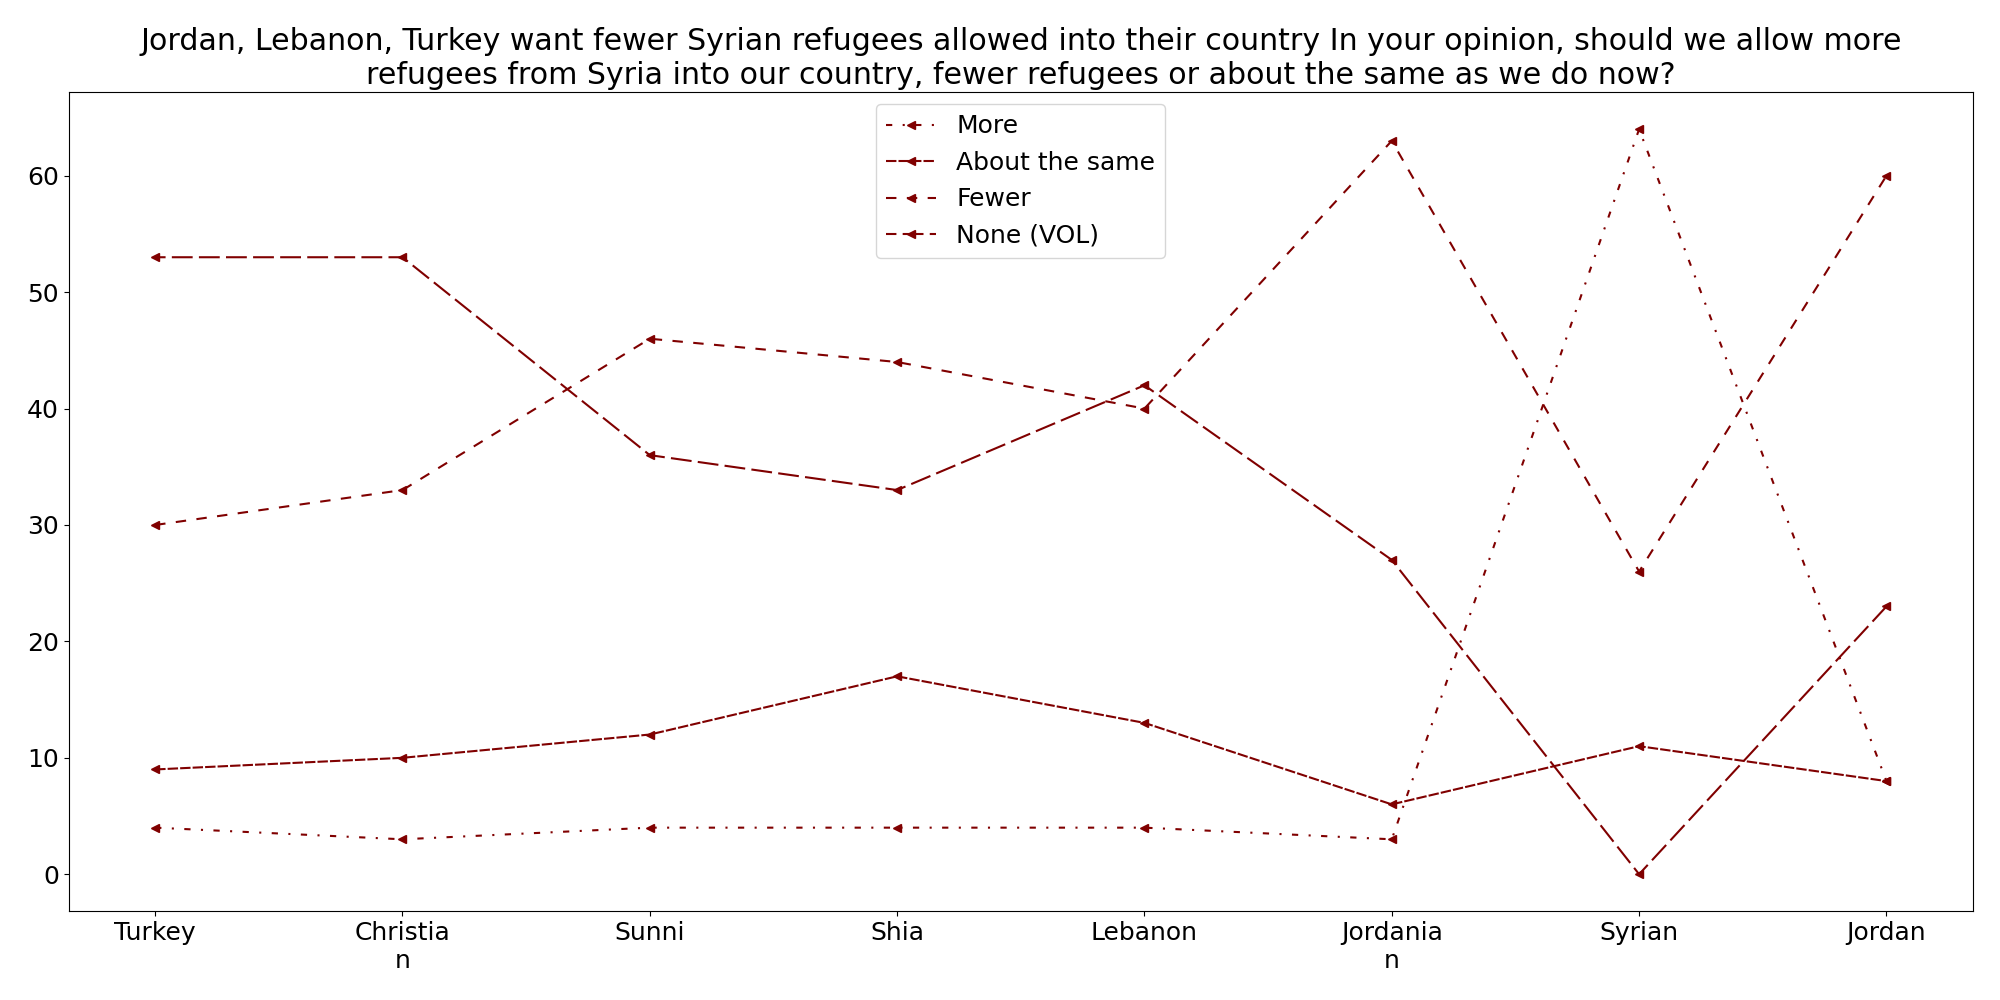 Jordan, Lebanon, Turkey want fewer Syrian refugees allowed into their country In your opinion, should we allow more
refugees from Syria into our country, fewer refugees or about the same as we do now?
More
About the same
Fewer
None (VOL)
60
50
40
30
20
10
0
Turkey
Christia
n
Sunni
Shia
Lebanon
Jordania
n
Syrian
Jordan